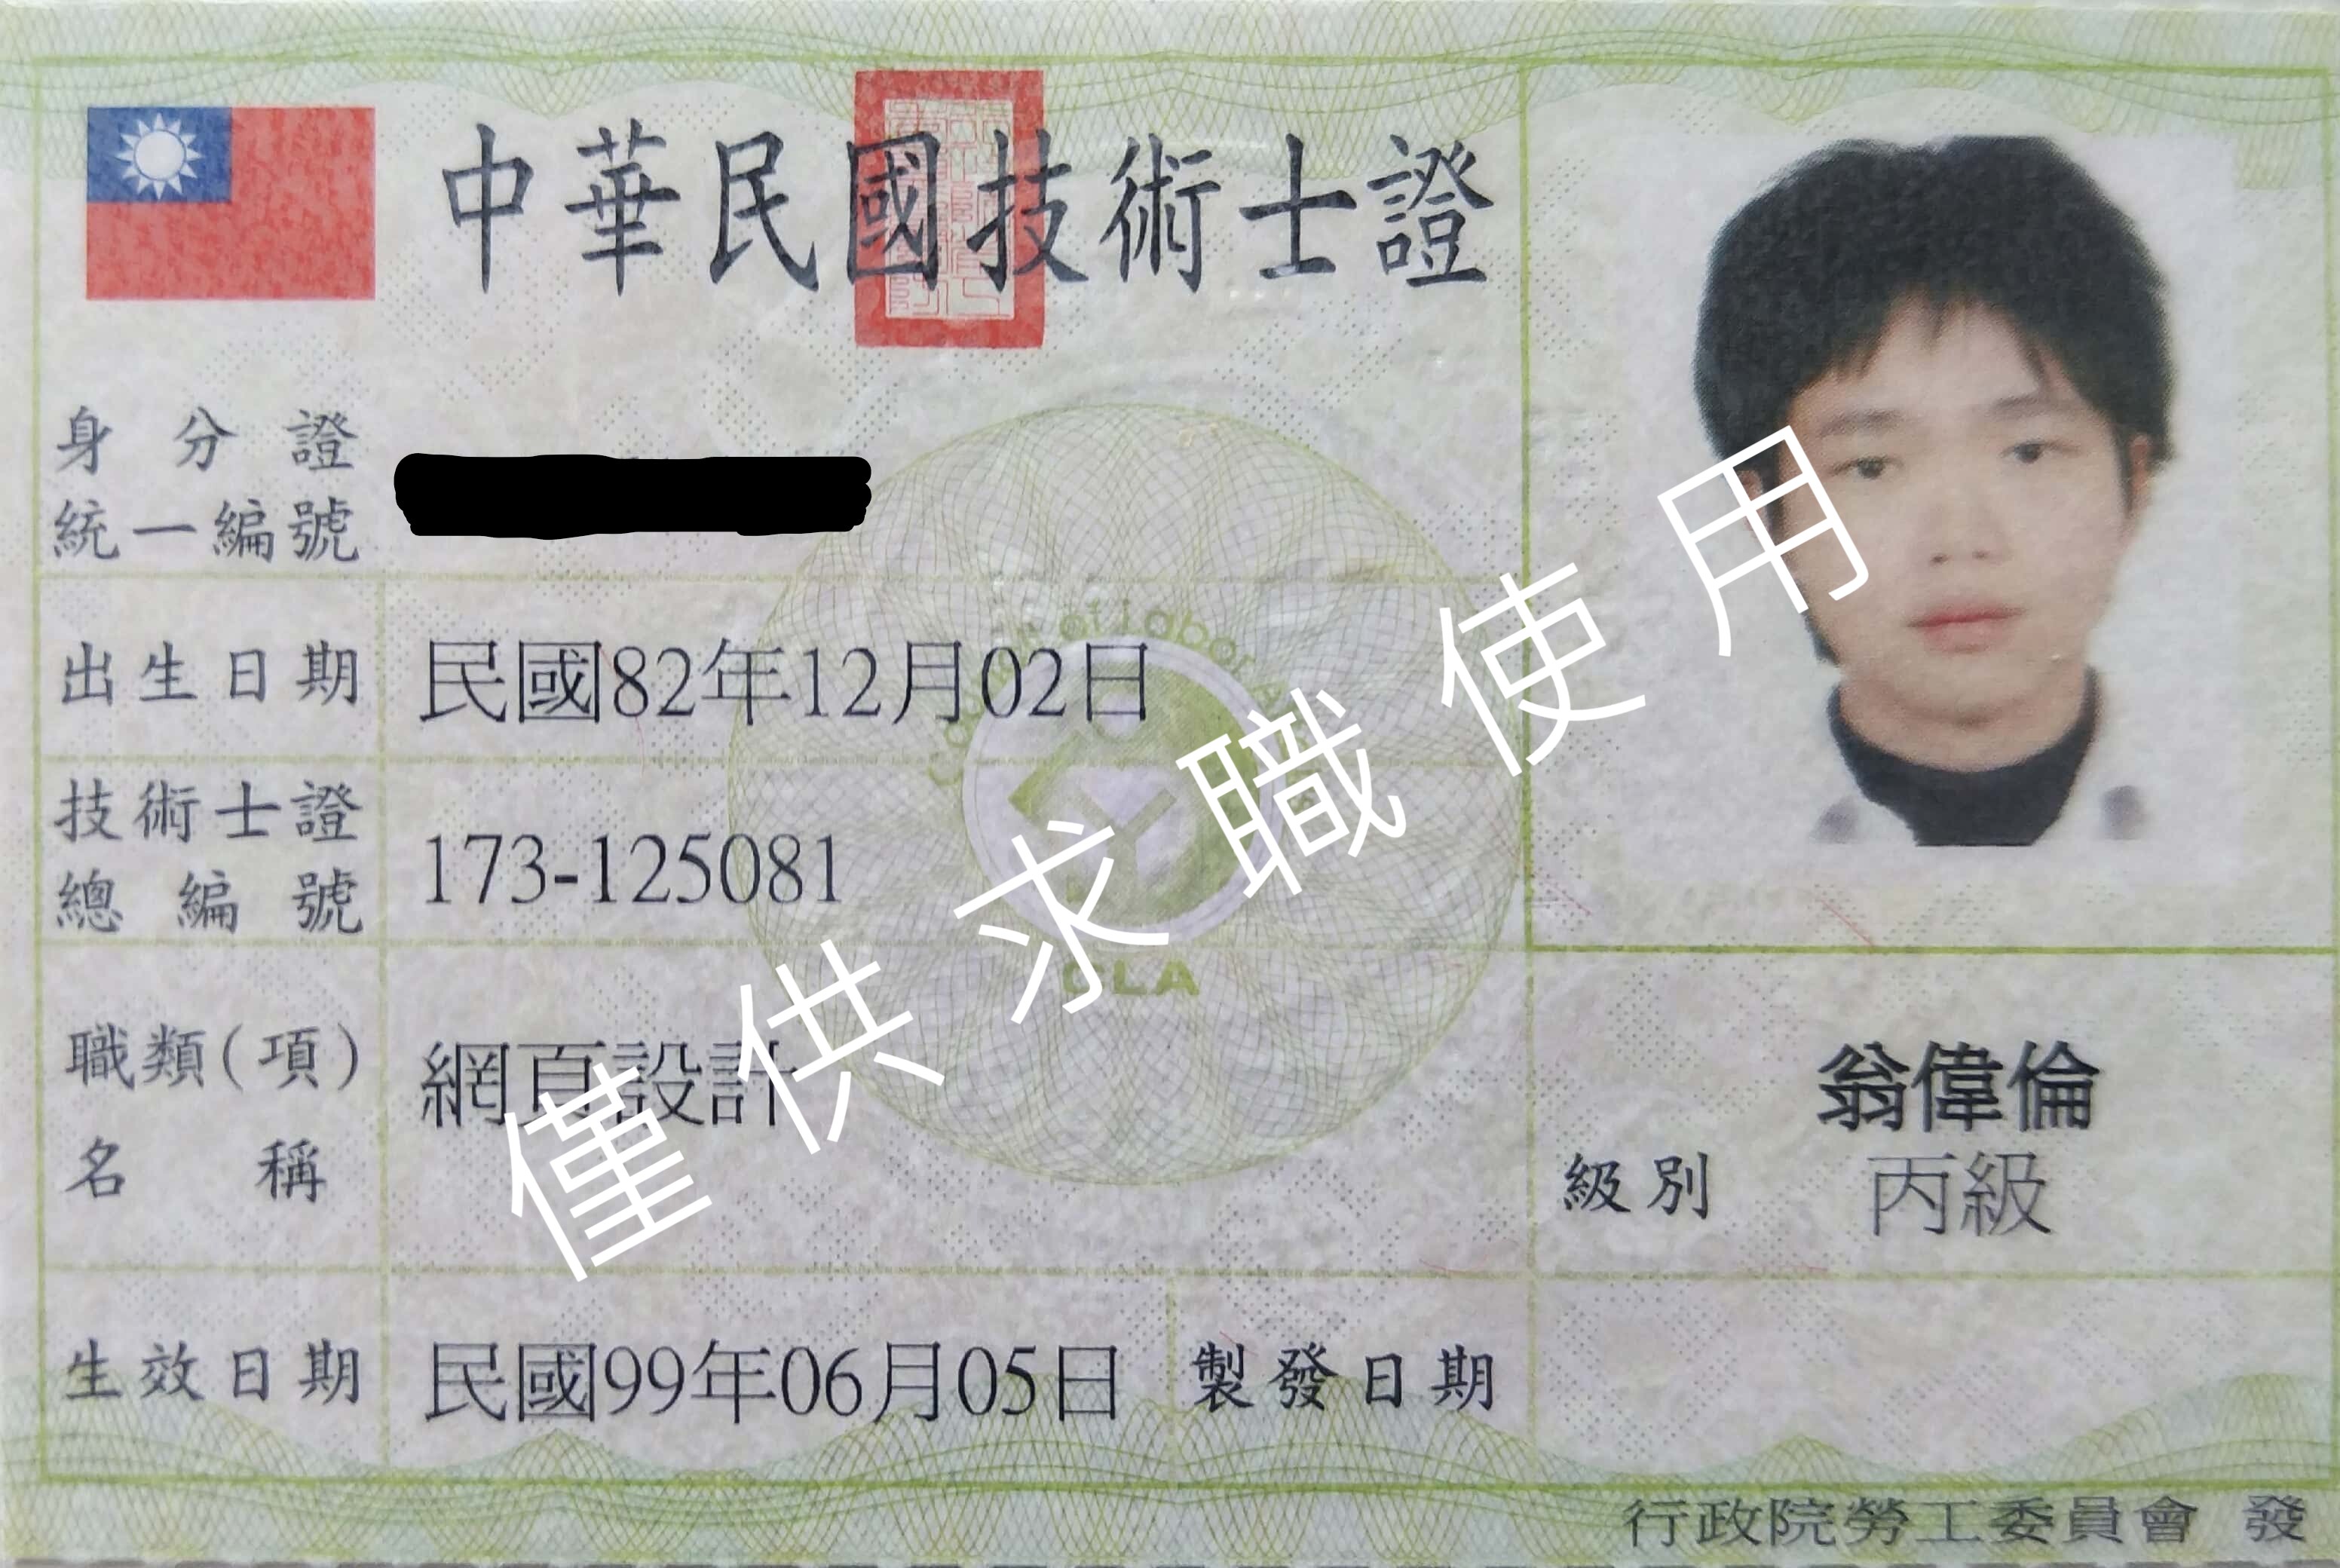 中華民國技術士證
身分證
統一編號
出生日期 民國82年12月02日
技術士證
總編號 173-125081
職類(項)
名稱 網頁設計
翁偉倫
級別 丙級
生效日期 民國99年06月05日 製發日期
行政院勞工委員會 發
CLA
僅供求職使用